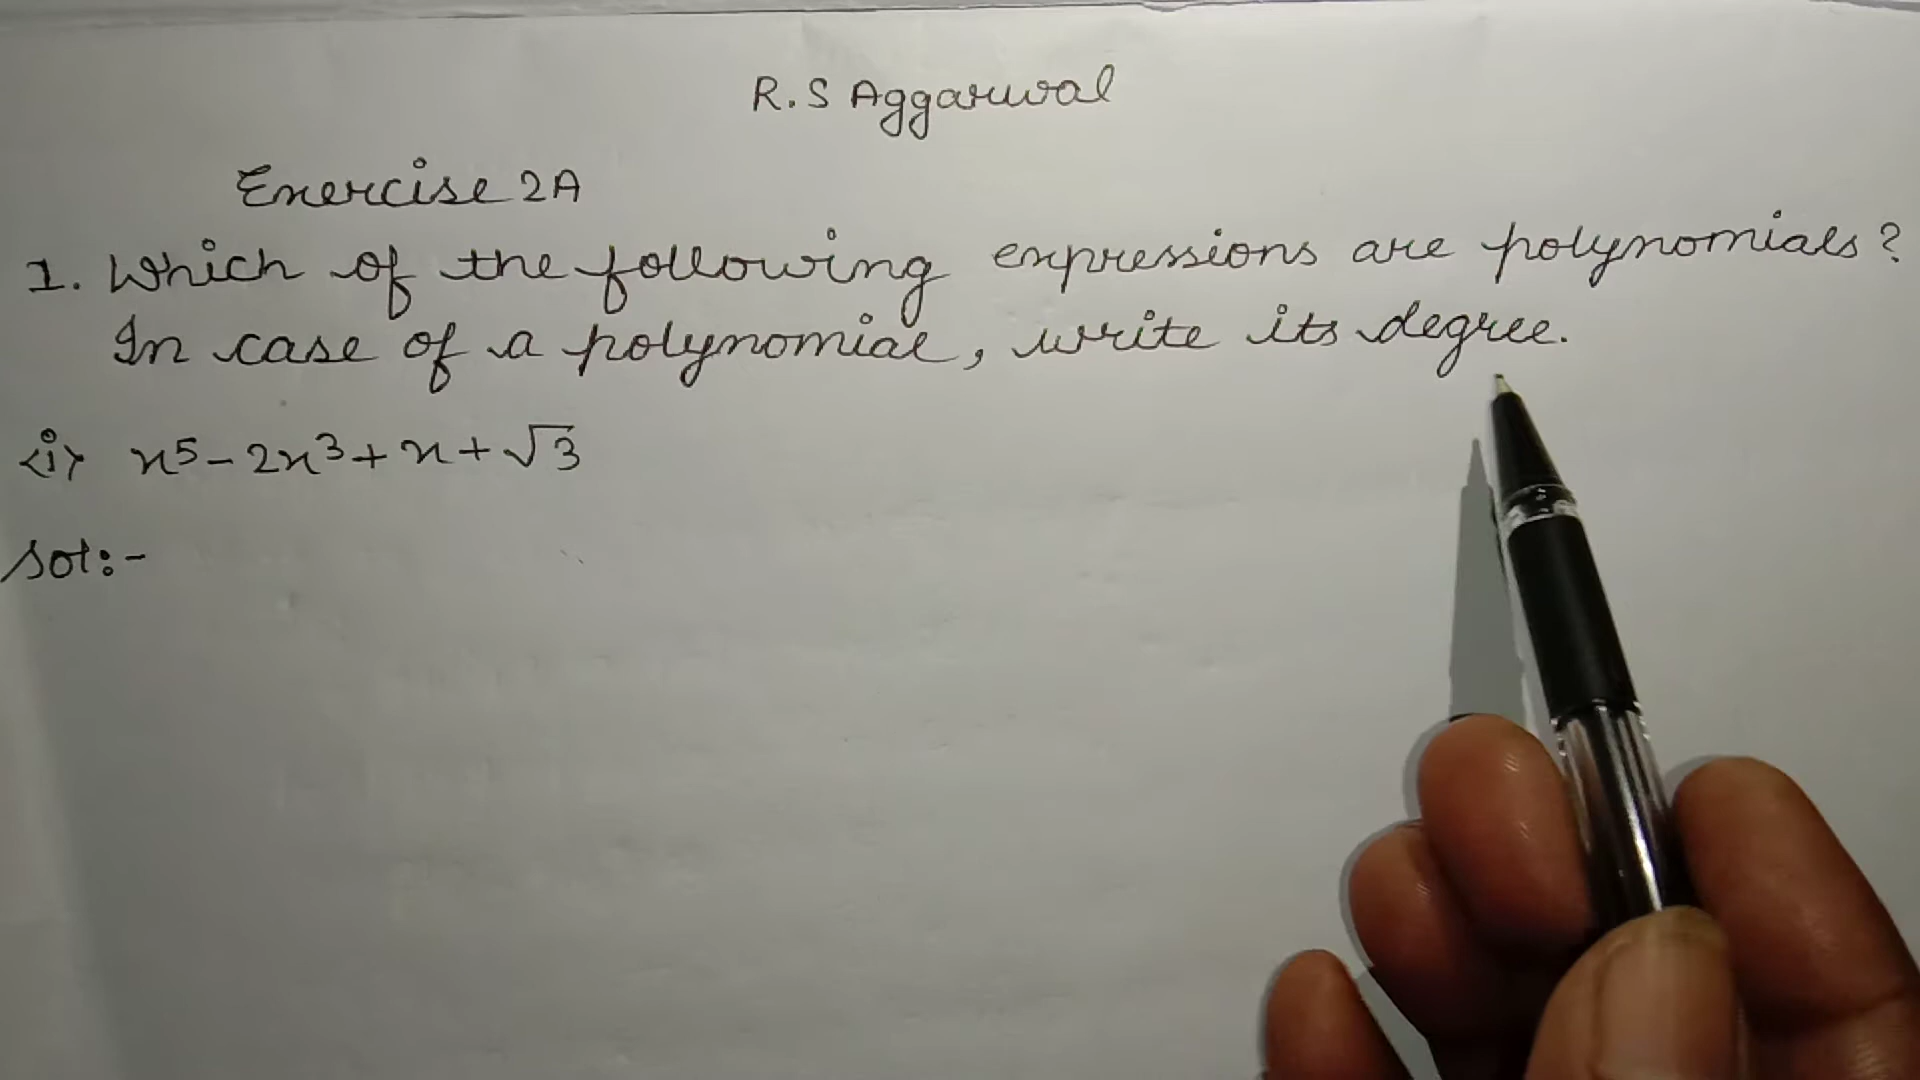 R.S Aggarwal
Exercise 2A
1. Which of the following expressions are polynomials?
In case of a polynomial, write its degree.
<i> x⁵-2x³+x+√3
Sol:-